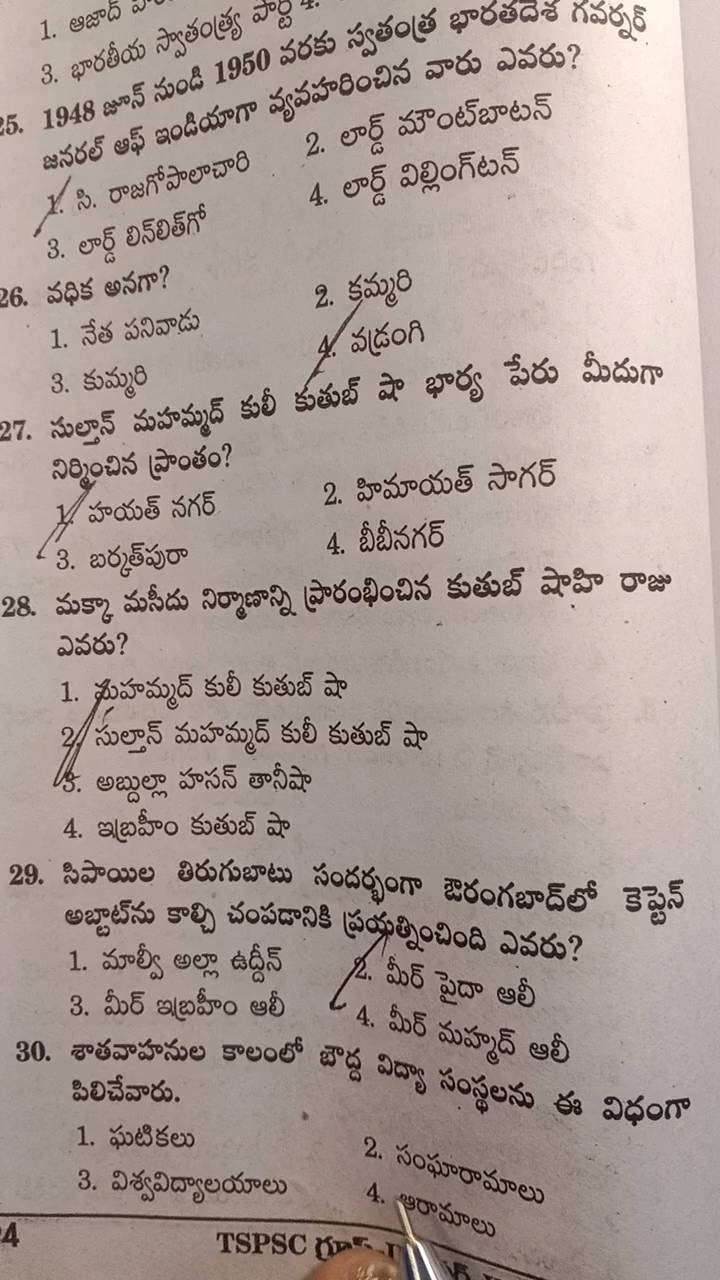 1. ఆజాద్
3. భారతీయ స్వాతంత్ర్య పార్టీ 4.
25. 1948 జూన్ నుండి 1950 వరకు స్వతంత్ర భారతదేశ గవర్నర్
జనరల్ ఆఫ్ ఇండియాగా వ్యవహరించిన వారు ఎవరు?
1. సి. రాజగోపాలాచారి 2. లార్డ్ మౌంట్‌బాటన్
3. లార్డ్ లిన్‌లిత్‌గో 4. లార్డ్ విల్లింగ్‌టన్
26. వధిక అనగా?
1. నేత పనివాడు 2. కమ్మరి
3. కుమ్మరి 4. వడ్రంగి
27. సుల్తాన్ మహమ్మద్ కులీ కుతుబ్ షా భార్య పేరు మీదుగా
నిర్మించిన ప్రాంతం?
1. హయత్ నగర్ 2. హిమాయత్ సాగర్
3. బర్కత్‌పురా 4. బీబీనగర్
28. మక్కా మసీదు నిర్మాణాన్ని ప్రారంభించిన కుతుబ్ షాహి రాజు
ఎవరు?
1. మహమ్మద్ కులీ కుతుబ్ షా
2. సుల్తాన్ మహమ్మద్ కులీ కుతుబ్ షా
3. అబ్దుల్లా హసన్ తానీషా
4. ఇబ్రహీం కుతుబ్ షా
29. సిపాయిల తిరుగుబాటు సందర్భంగా ఔరంగబాద్‌లో కెప్టెన్
అబ్బాట్‌ను కాల్చి చంపడానికి ప్రయత్నించింది ఎవరు?
1. మాల్వీ అల్లా ఉద్దీన్ 2. మీర్ ఫైదా ఆలీ
3. మీర్ ఇబ్రహీం ఆలీ 4. మీర్ మహ్మద్ ఆలీ
30. శాతవాహనుల కాలంలో బౌద్ధ విద్యా సంస్థలను ఈ విధంగా
పిలిచేవారు.
1. ఘటికలు 2. సంఘారామాలు
3. విశ్వవిద్యాలయాలు 4. ఆరామాలు
4 TSPSC